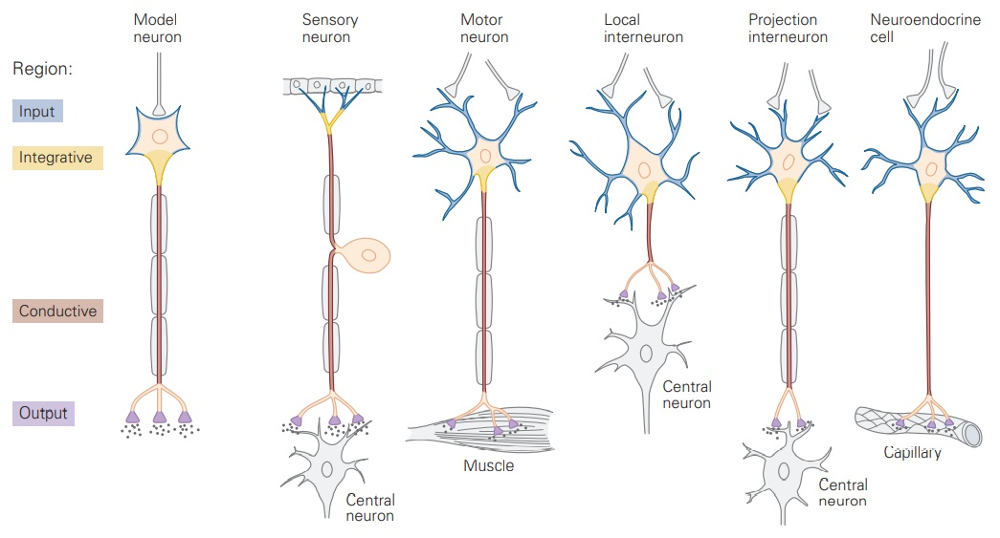 Model
neuron
Sensory
neuron
Motor
neuron
Local
interneuron
Projection
interneuron
Neuroendocrine
cell
Region:
Input
Integrative
Conductive
Output
Central
neuron
Muscle
Central
neuron
Central
neuron
Capillary